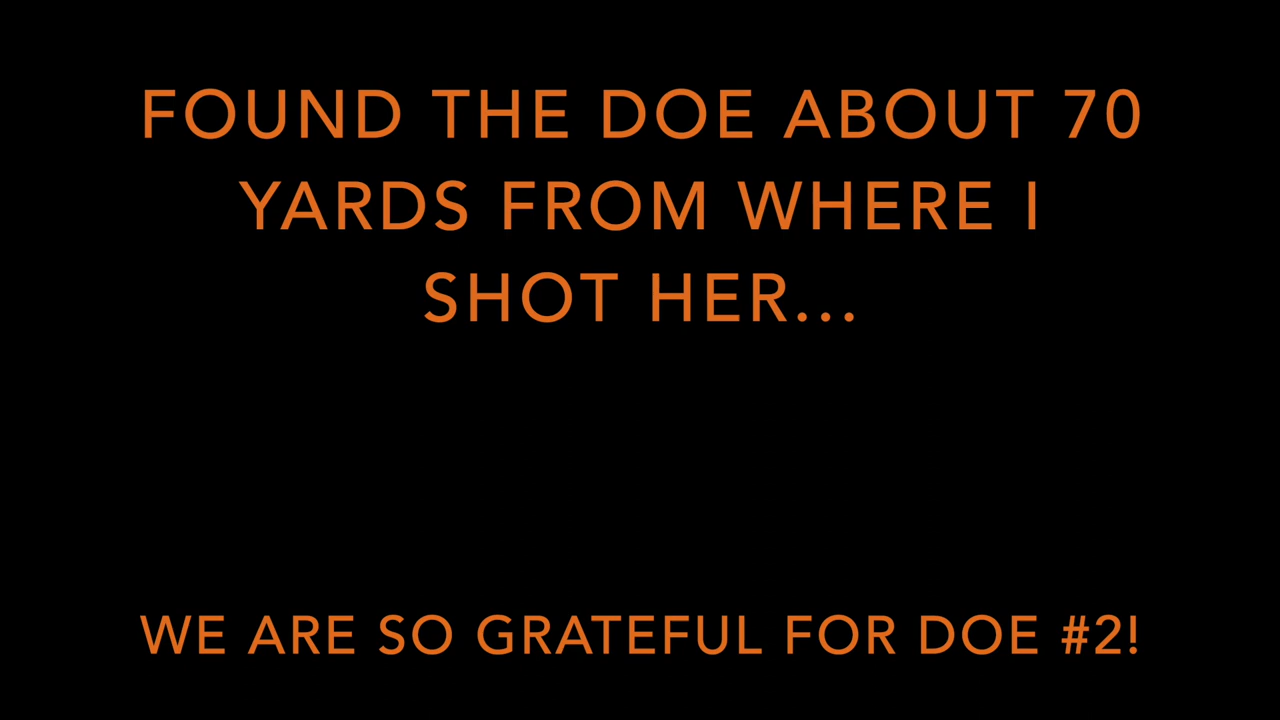 FOUND THE DOE ABOUT 70
YARDS FROM WHERE I
SHOT HER...
WE ARE SO GRATEFUL FOR DOE #2!